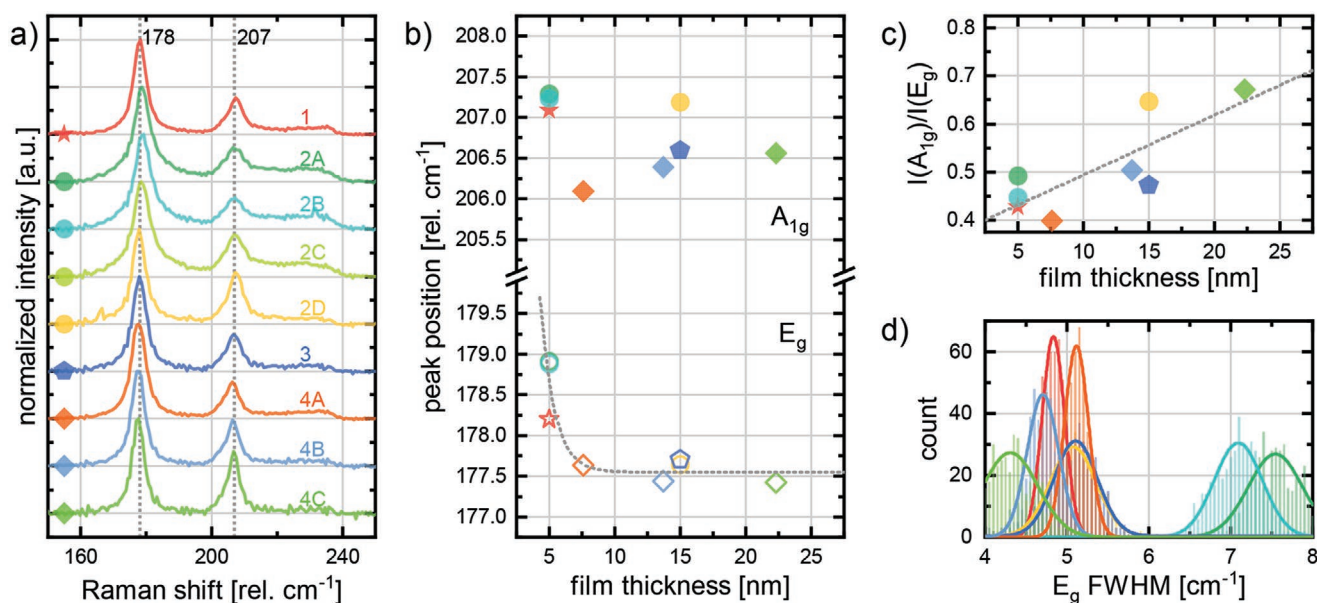 a)
178
207
1
2A
2B
2C
2D
3
4A
4B
4C
normalized intensity [a.u.]
160
200
240
Raman shift [rel. cm⁻¹]
b)
208.0
207.5
207.0
206.5
206.0
205.5
179.5
179.0
178.5
178.0
177.5
177.0
A₁g
Eg
peak position [rel. cm⁻¹]
5
10
15
20
25
film thickness [nm]
c)
0.8
0.7
0.6
0.5
0.4
I(A₁g)/I(Eg)
5
10
15
20
25
film thickness [nm]
d)
60
40
20
0
count
4
5
6
7
8
Eg FWHM [cm⁻¹]